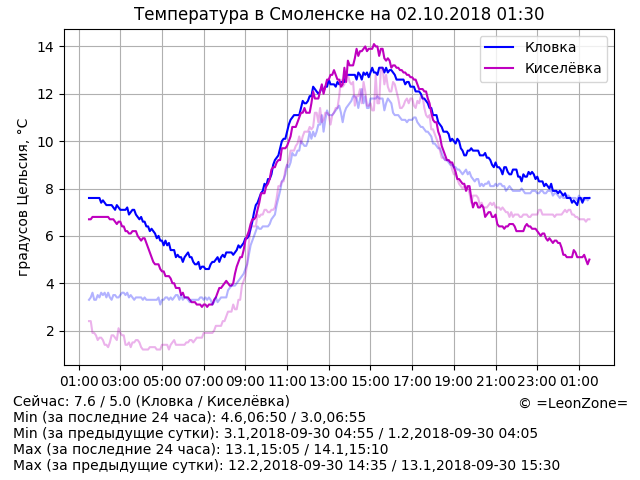 Температура в Смоленске на 02.10.2018 01:30
градусов Цельсия, °C
14
12
10
8
6
4
2
Кловка
Киселёвка
01:00 03:00 05:00 07:00 09:00 11:00 13:00 15:00 17:00 19:00 21:00 23:00 01:00
Сейчас: 7.6 / 5.0 (Кловка / Киселёвка)
© =LeonZone=
Min (за последние 24 часа): 4.6,06:50 / 3.0,06:55
Min (за предыдущие сутки): 3.1,2018-09-30 04:55 / 1.2,2018-09-30 04:05
Max (за последние 24 часа): 13.1,15:05 / 14.1,15:10
Max (за предыдущие сутки): 12.2,2018-09-30 14:35 / 13.1,2018-09-30 15:30